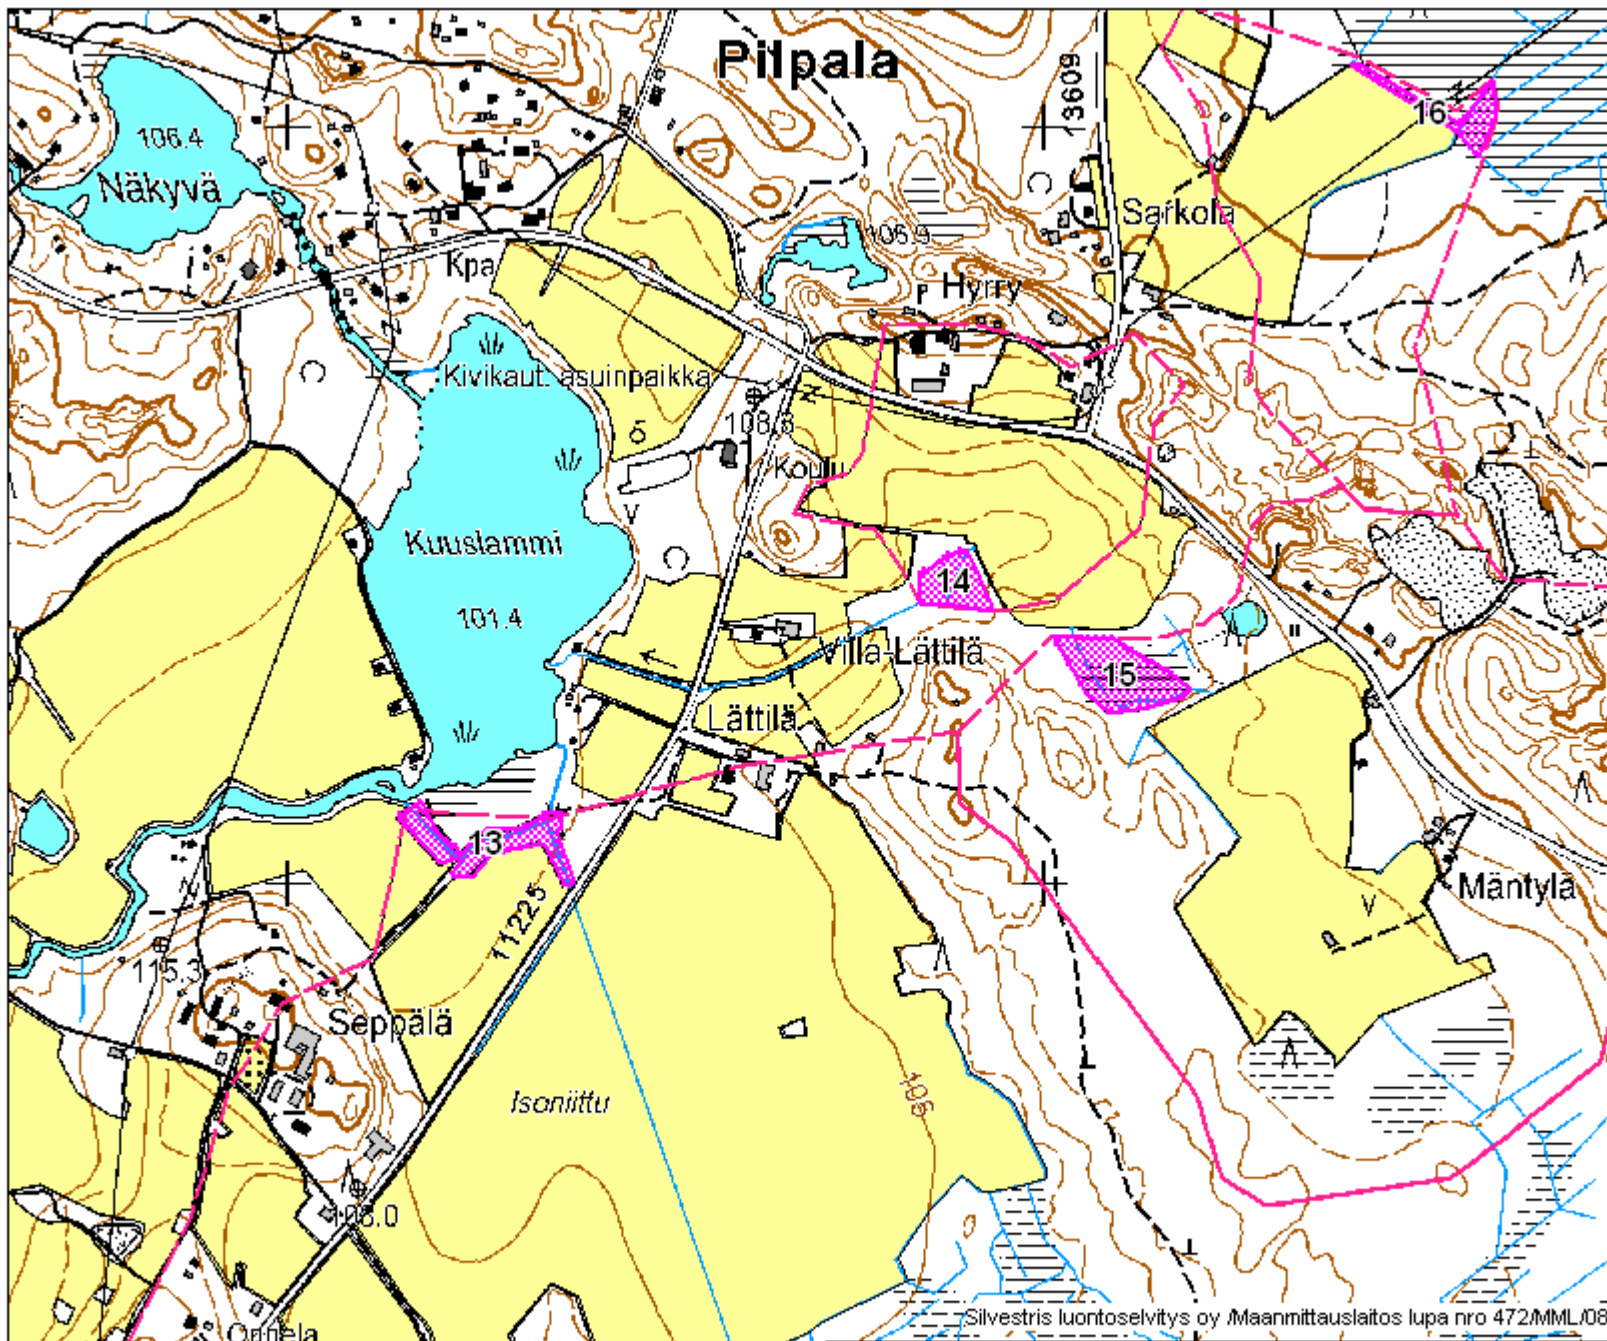 Pilpala
13609
16
106.4
Näkyvä
Sarkola
105.9
Kpa
Hyrry
Kivikaut. asuinpaikka
108.6
Koulu
Kuuslammi
14
101.4
Villa-Lättilä
15
Lättilä
13
Mäntylä
11225
115.3
Seppälä
Isoniittu
105
Onnela
Silvestris luontoselvitys oy /Maanmittauslaitos lupa nro 472/MML/08